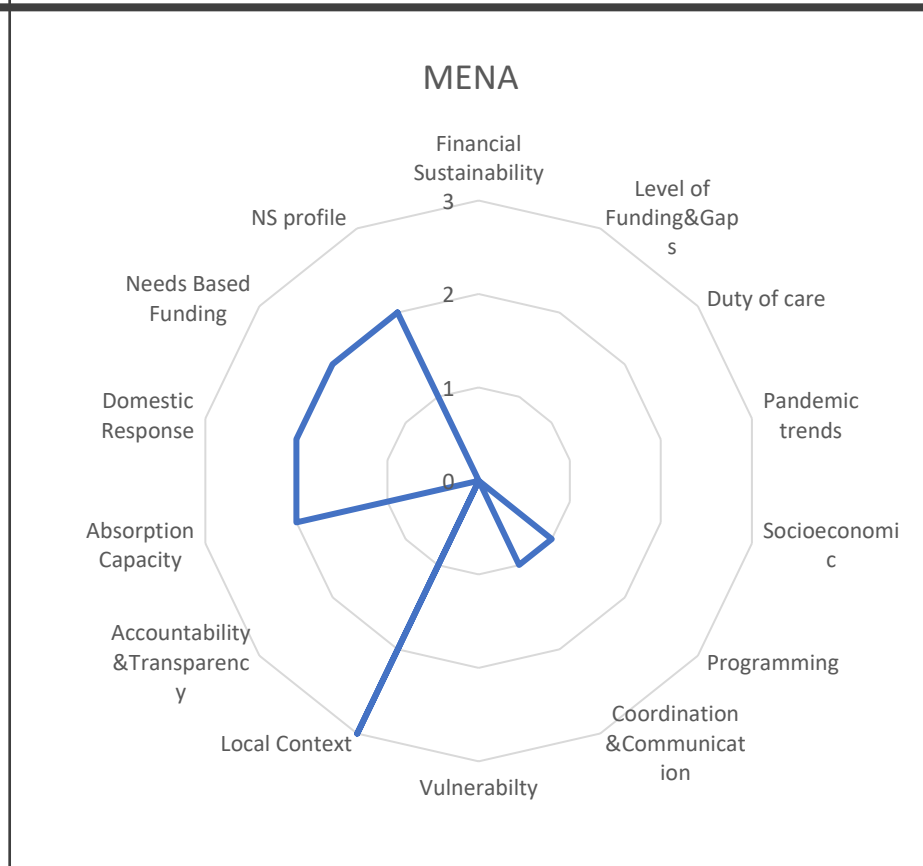 MENA
Financial
Sustainability
Level of
Funding&Gap
s
Duty of care
Pandemic
trends
Socioeconomi
c
Programming
Coordination
&Communicat
ion
Vulnerabilty
Local Context
Accountability
&Transparenc
y
Absorption
Capacity
Domestic
Response
Needs Based
Funding
NS profile
3
2
1
0